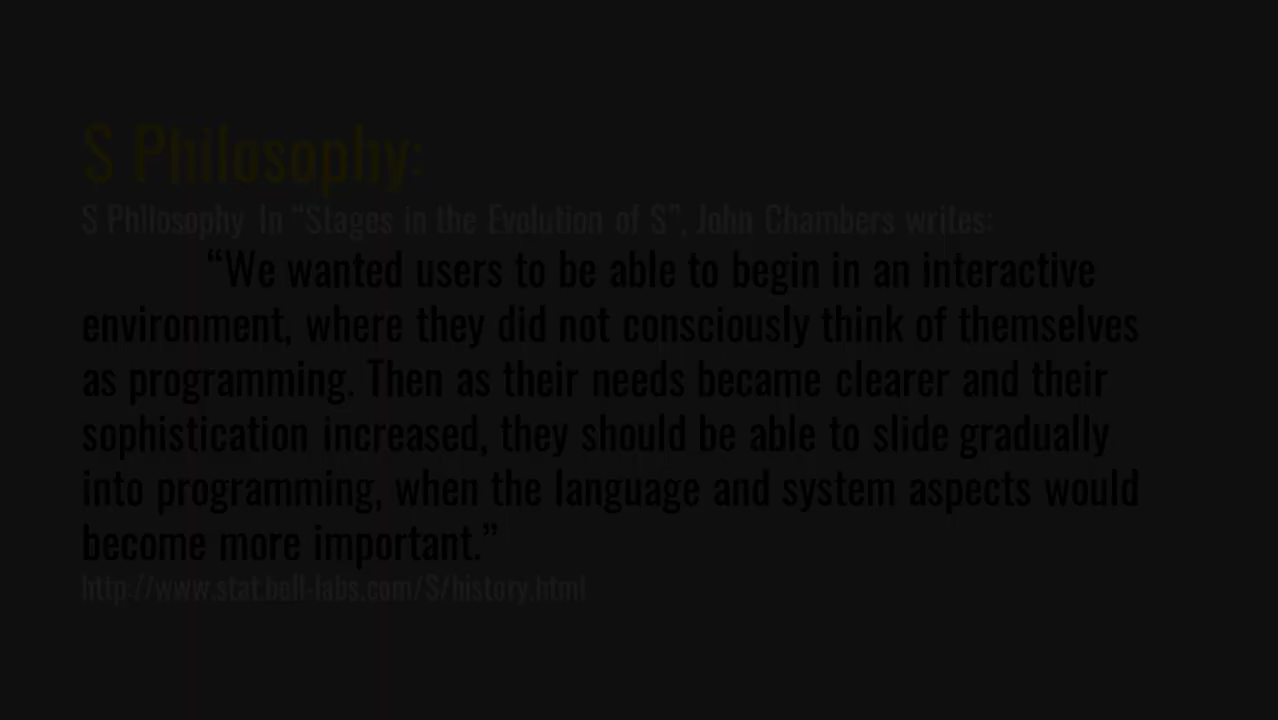 S Philosophy:
S Philosophy In “Stages in the Evolution of S”, John Chambers writes:
“We wanted users to be able to begin in an interactive
environment, where they did not consciously think of themselves
as programming. Then as their needs became clearer and their
sophistication increased, they should be able to slide gradually
into programming, when the language and system aspects would
become more important.”
http://www.stat.bell-labs.com/S/history.html